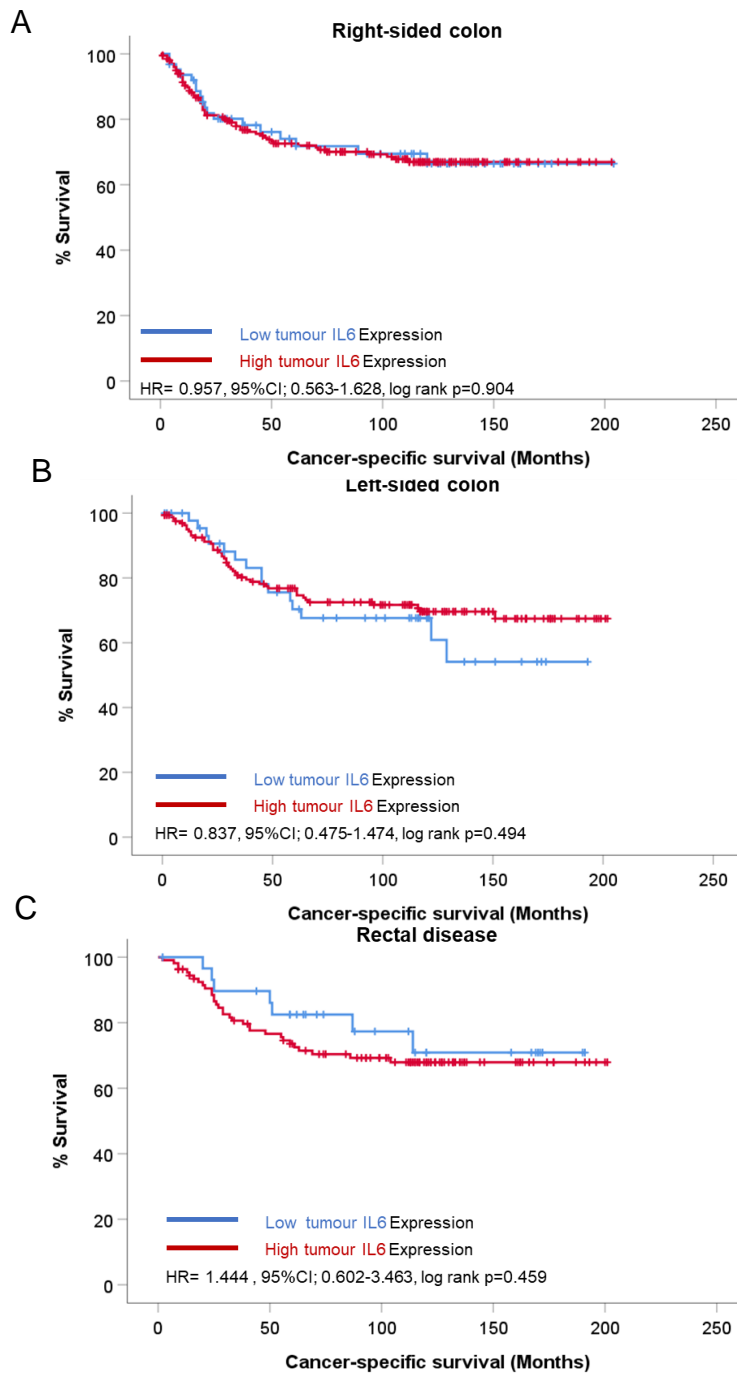 A
Right-sided colon
100
80
60
40
20
0
% Survival
Low tumour IL6 Expression
High tumour IL6 Expression
HR= 0.957, 95%CI; 0.563-1.628, log rank p=0.904
0 50 100 150 200 250
Cancer-specific survival (Months)
B
Left-sided colon
100
80
60
40
20
0
% Survival
Low tumour IL6 Expression
High tumour IL6 Expression
HR= 0.837, 95%CI; 0.475-1.474, log rank p=0.494
0 50 100 150 200 250
Cancer-specific survival (Months)
C
Rectal disease
100
80
60
40
20
0
% Survival
Low tumour IL6 Expression
High tumour IL6 Expression
HR= 1.444 , 95%CI; 0.602-3.463, log rank p=0.459
0 50 100 150 200 250
Cancer-specific survival (Months)